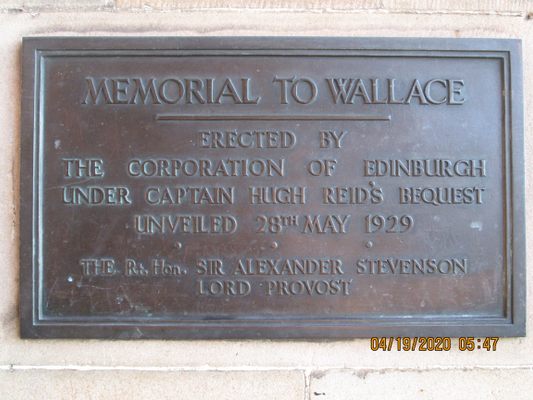 MEMORIAL TO WALLACE
ERECTED BY
THE CORPORATION OF EDINBURGH
UNDER CAPTAIN HUGH REID'S BEQUEST
UNVEILED 28TH MAY 1929
THE Rt. Hon. SIR ALEXANDER STEVENSON
LORD PROVOST
04/19/2020 05:47